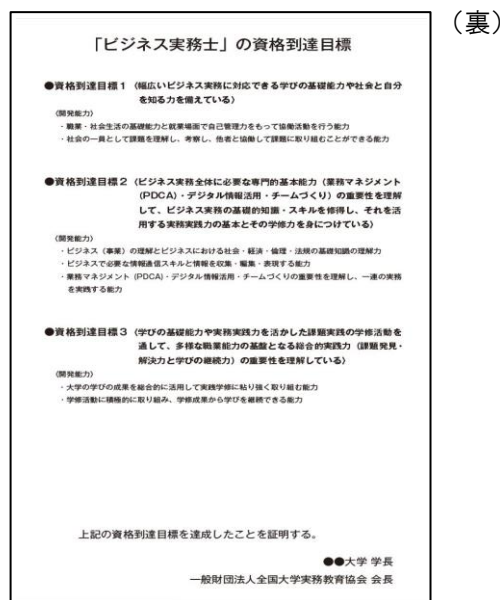 （裏）
「ビジネス実務士」の資格到達目標
●資格到達目標1（幅広いビジネス実務に対応できる学びの基礎能力や社会と自分
を知る力を備えている）
（開発能力）
・職業・社会生活の基礎能力と就業場面で自己管理力をもって協働活動を行う能力
・社会の一員として課題を理解し、考察し、他者と協働して課題に取り組むことができる能力
●資格到達目標2（ビジネス実務全体に必要な専門的基本能力（業務マネジメント
（PDCA）・デジタル情報活用・チームづくり）の重要性を理解
して、ビジネス実務の基礎的知識・スキルを修得し、それを活
用する実務実践力の基本とその学修力を身につけている）
（開発能力）
・ビジネス（事業）の理解とビジネスにおける社会・経済・倫理・法規の基礎知識の理解力
・ビジネスで必要な情報通信スキルと情報を収集・編集・表現する能力
・業務マネジメント（PDCA）・デジタル情報活用・チームづくりの重要性を理解し、一連の実務
を実践する能力
●資格到達目標3（学びの基礎能力や実務実践力を活かした課題実践の学修活動を
通して、多様な職業能力の基盤となる総合的実践力（課題発見・
解決力と学びの継続力）の重要性を理解している）
（開発能力）
・大学の学びの成果を総合的に活用して実践学修に粘り強く取り組む能力
・学修活動に積極的に取り組み、学修成果から学びを継続できる能力
上記の資格到達目標を達成したことを証明する。
●●大学 学長
一般財団法人全国大学実務教育協会 会長